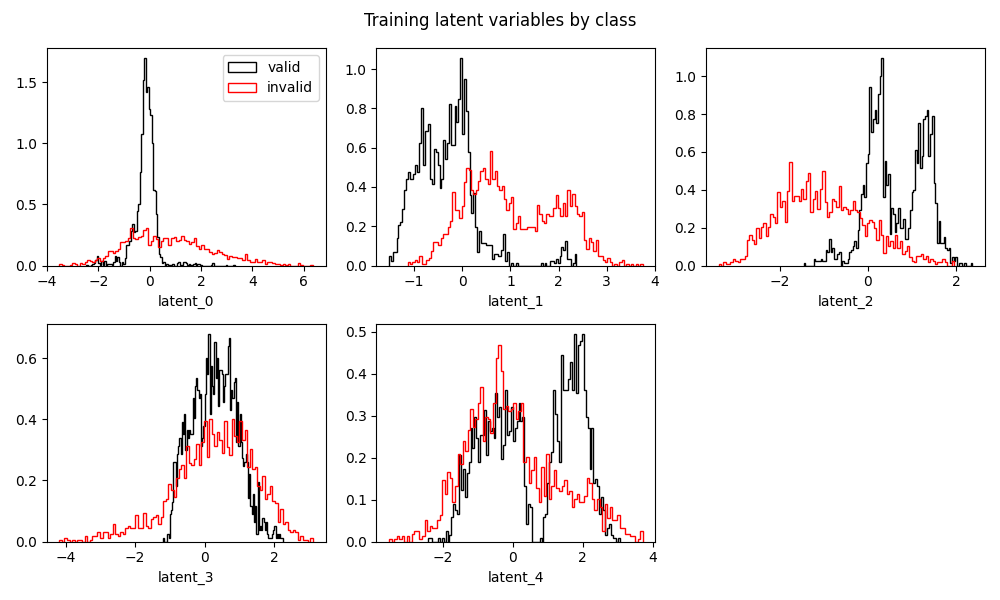 Training latent variables by class
valid
invalid
0.0
0.5
1.0
1.5
−4 −2 0 2 4 6
latent_0
0.0
0.2
0.4
0.6
0.8
1.0
−1 0 1 2 3 4
latent_1
0.0
0.2
0.4
0.6
0.8
1.0
−2 0 2
latent_2
0.0
0.2
0.4
0.6
−4 −2 0 2
latent_3
0.0
0.1
0.2
0.3
0.4
0.5
−2 0 2 4
latent_4